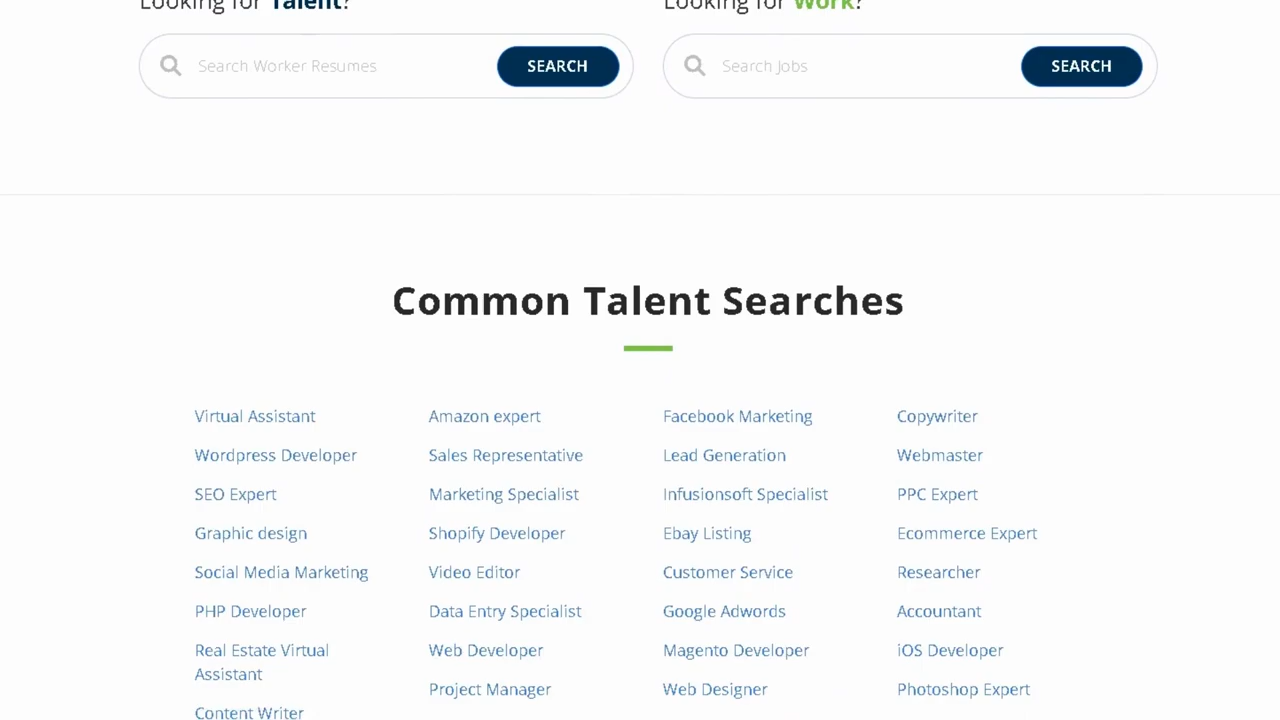 Looking for Talent?
Looking for Work?
Search Worker Resumes
SEARCH
Search Jobs
SEARCH
Common Talent Searches
Virtual Assistant
Wordpress Developer
SEO Expert
Graphic design
Social Media Marketing
PHP Developer
Real Estate Virtual
Assistant
Content Writer
Amazon expert
Sales Representative
Marketing Specialist
Shopify Developer
Video Editor
Data Entry Specialist
Web Developer
Project Manager
Facebook Marketing
Lead Generation
Infusionsoft Specialist
Ebay Listing
Customer Service
Google Adwords
Magento Developer
Web Designer
Copywriter
Webmaster
PPC Expert
Ecommerce Expert
Researcher
Accountant
iOS Developer
Photoshop Expert